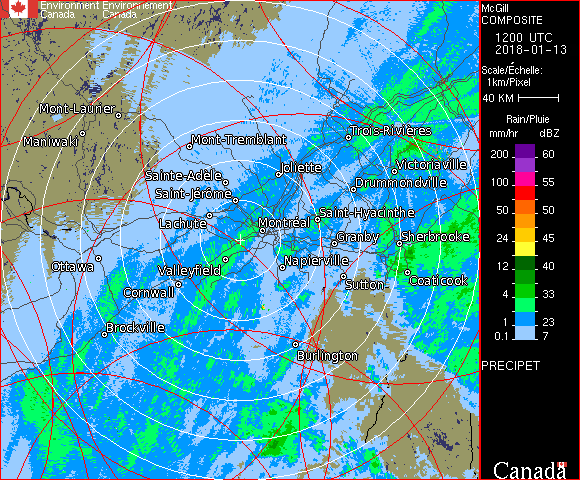 Environment Environnement
Canada Canada
McGill
COMPOSITE
1200 UTC
2018-01-13
Scale/Échelle:
1km/Pixel
40 KM
Rain/Pluie
mm/hr dBZ
200 60
100 55
50 50
24 45
12 40
4 33
1 23
0.1 7
PRECIPET
Mont-Laurier
Maniwaki
Mont-Tremblant
Trois-Rivières
Joliette
Victoriaville
Sainte-Adèle
Drummondville
Saint-Jérôme
Lachute
Saint-Hyacinthe
Montréal
Granby
Sherbrooke
Ottawa
Valleyfield
Napierville
Cornwall
Sutton
Coaticook
Brockville
Burlington
Canada